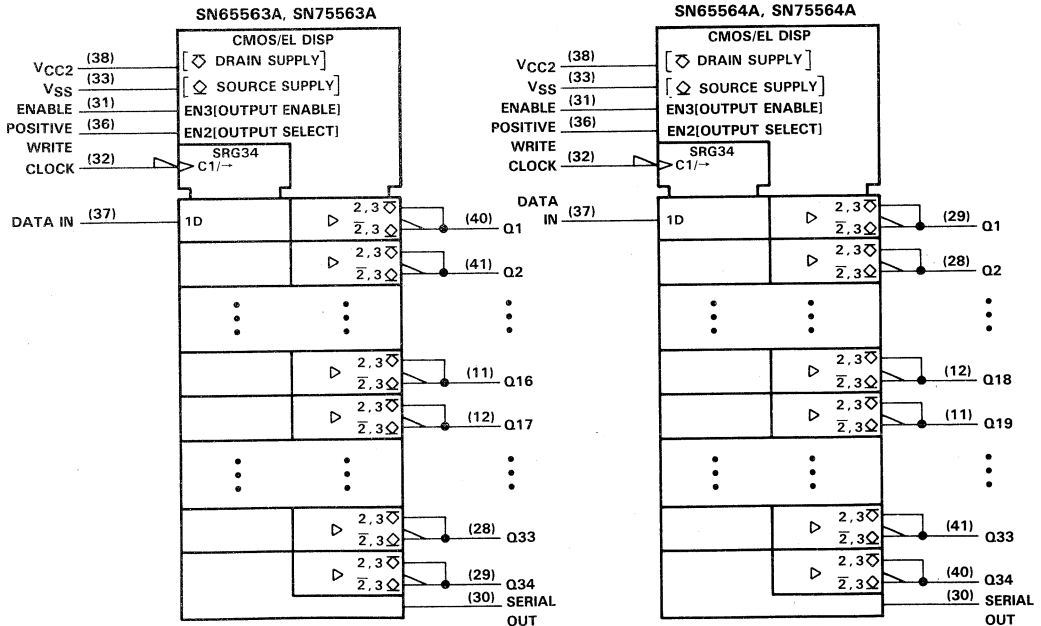 SN65563A, SN75563A
CMOS/EL DISP
[ DRAIN SUPPLY]
[ SOURCE SUPPLY]
EN3[OUTPUT ENABLE]
EN2[OUTPUT SELECT]
SRG34
C1/→
VCC2 (38)
VSS (33)
ENABLE (31)
POSITIVE (36)
WRITE
CLOCK (32)
DATA IN (37)
1D
2,3
2̅,3
(40) Q1
2,3
2̅,3
(41) Q2
2,3
2̅,3
(11) Q16
2,3
2̅,3
(12) Q17
2,3
2̅,3
(28) Q33
2,3
2̅,3
(29) Q34
(30) SERIAL
OUT
SN65564A, SN75564A
CMOS/EL DISP
[ DRAIN SUPPLY]
[ SOURCE SUPPLY]
EN3[OUTPUT ENABLE]
EN2[OUTPUT SELECT]
SRG34
C1/→
VCC2 (38)
VSS (33)
ENABLE (31)
POSITIVE (36)
WRITE
CLOCK (32)
DATA
IN (37)
1D
2,3
2̅,3
(29) Q1
2,3
2̅,3
(28) Q2
2,3
2̅,3
(12) Q18
2,3
2̅,3
(11) Q19
2,3
2̅,3
(41) Q33
2,3
2̅,3
(40) Q34
(30) SERIAL
OUT